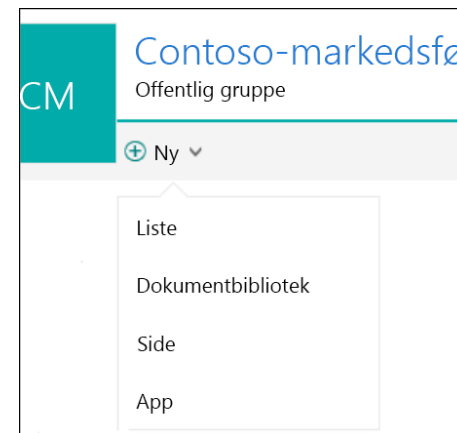 Contoso-markedsfø
CM
Offentlig gruppe
Ny
Liste
Dokumentbibliotek
Side
App